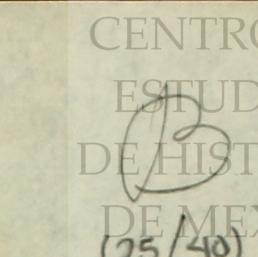 CENTRO
ESTUD
B
DE HIST
DE MEX
(25/40)